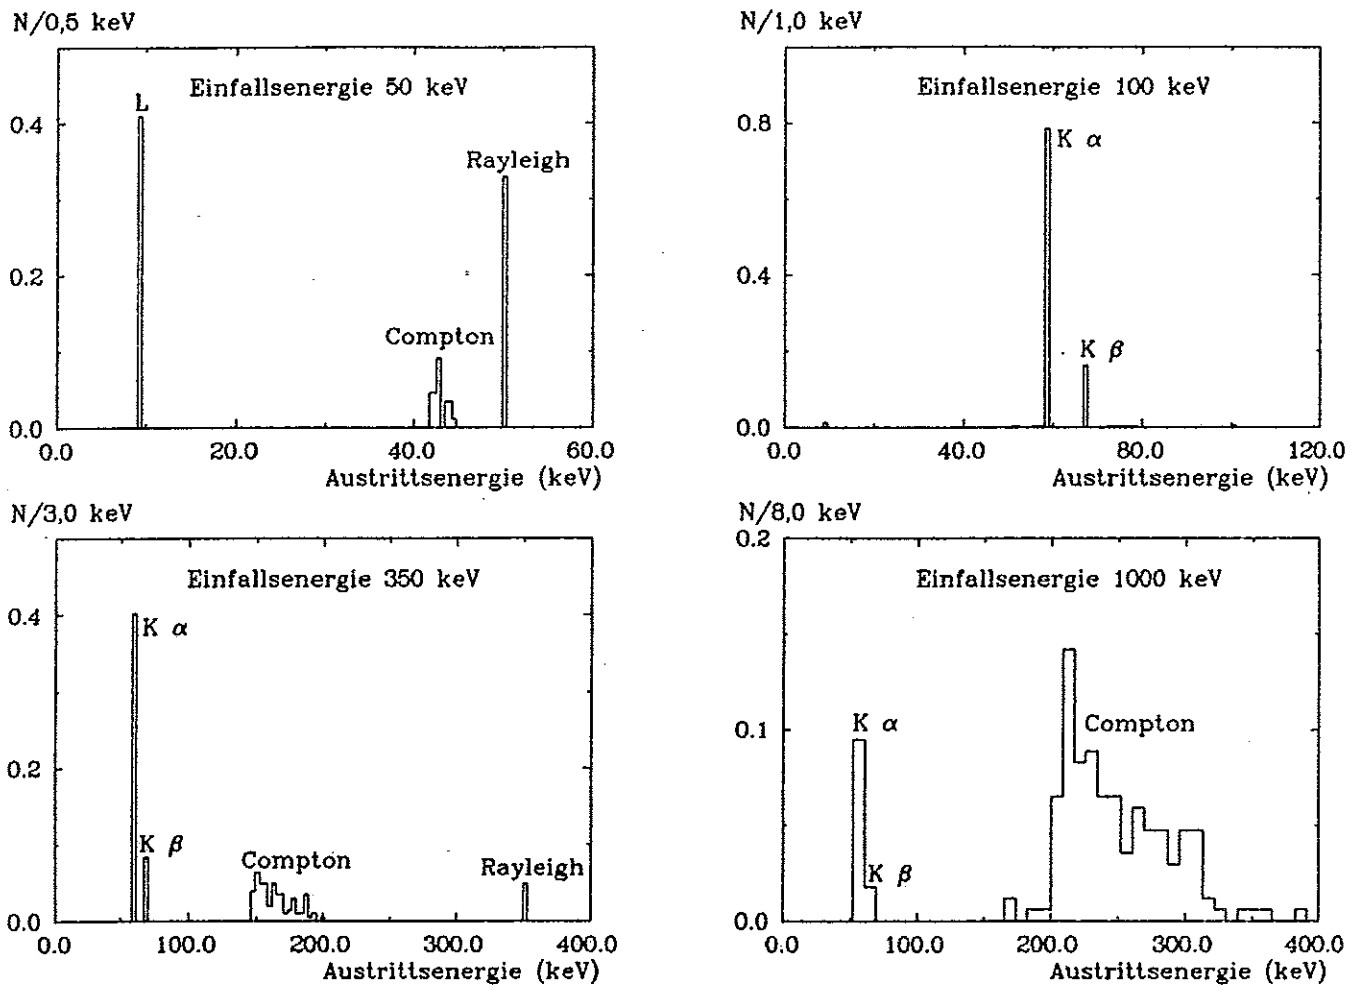 N/0,5 keV
Einfallsenergie 50 keV
L
0.4
Rayleigh
0.2
Compton
0.0
0.0 20.0 40.0 60.0
Austrittsenergie (keV)
N/1,0 keV
Einfallsenergie 100 keV
0.8
K α
0.4
K β
0.0
0.0 40.0 80.0 120.0
Austrittsenergie (keV)
N/3,0 keV
Einfallsenergie 350 keV
0.4
K α
0.2
K β
Compton
Rayleigh
0.0
0.0 100.0 200.0 300.0 400.0
Austrittsenergie (keV)
N/8,0 keV
0.2
Einfallsenergie 1000 keV
K α
Compton
0.1
K β
0.0
0.0 100.0 200.0 300.0 400.0
Austrittsenergie (keV)